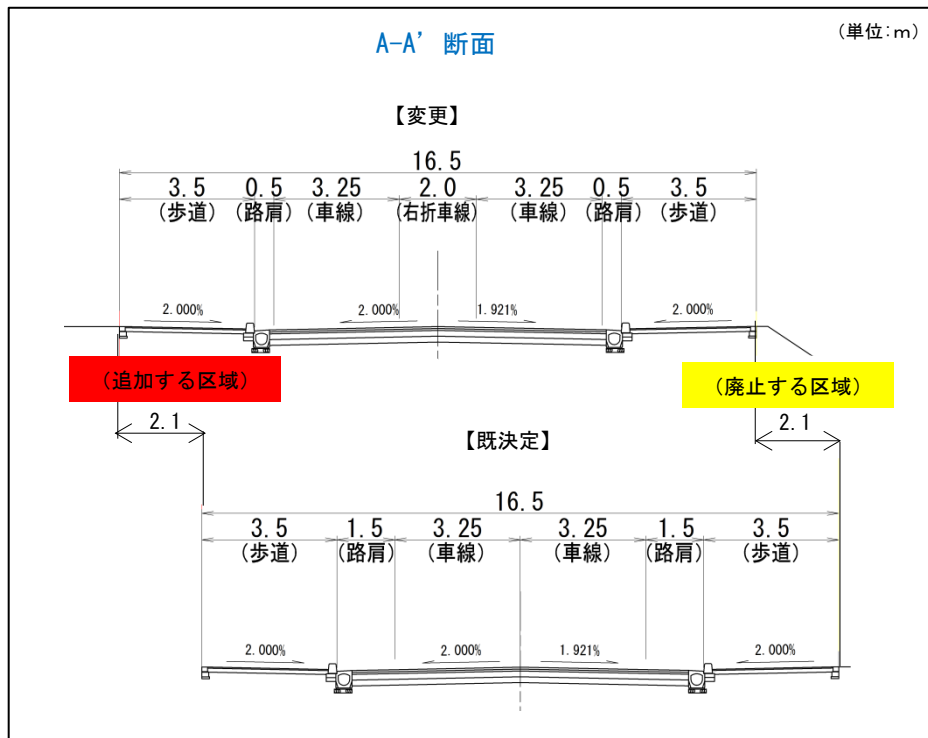 A-A' 断面
(単位:m)
【変更】
16.5
3.5 0.5 3.25 2.0 3.25 0.5 3.5
(歩道) (路肩) (車線) (右折車線) (車線) (路肩) (歩道)
2.000% 2.000% 1.921% 2.000%
(追加する区域) (廃止する区域)
2.1 2.1
【既決定】
16.5
3.5 1.5 3.25 3.25 1.5 3.5
(歩道) (路肩) (車線) (車線) (路肩) (歩道)
2.000% 2.000% 1.921% 2.000%